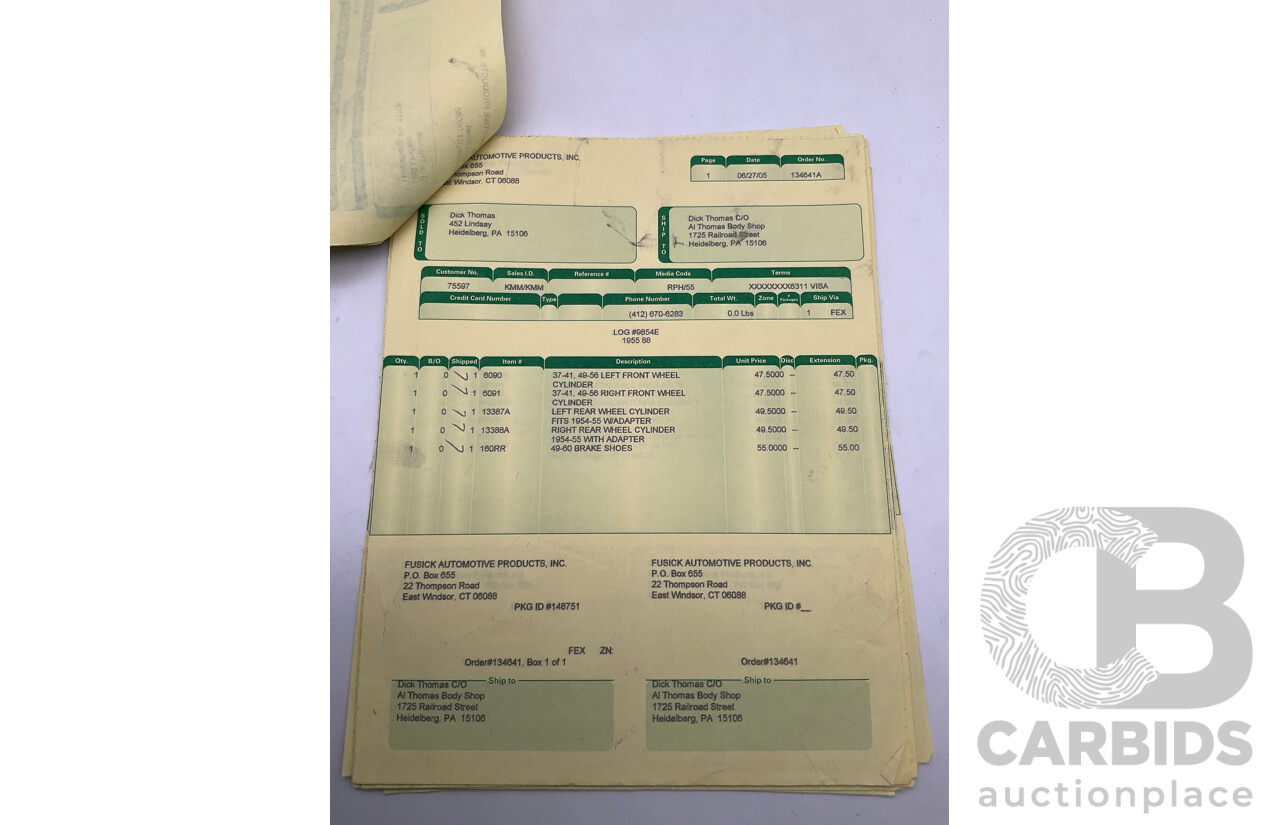 AUTOMOTIVE PRODUCTS, INC.
Box 655
Thompson Road
Windsor, CT 06088
Page Date Order No.
1 06/27/05 134641A
SOLD TO
Dick Thomas
452 Lindsay
Heidelberg, PA 15106
SHIP TO
Dick Thomas C/O
Al Thomas Body Shop
1725 Railroad Street
Heidelberg, PA 15106
Customer No. Sales I.D. Reference # Media Code Terms
75597 KMM/KMM RPH/55 XXXXXXXX6311 VISA
Credit Card Number Type Phone Number Total Wt. Zone # Packages Ship Via
(412) 670-6283 0.0 Lbs 1 FEX
LOG #9854E
1955 88
Qty. B/O Shipped Item # Description Unit Price Disc Extension Pkg.
1 0 1 6090 37-41, 49-56 LEFT FRONT WHEEL 47.5000 -- 47.50
CYLINDER
1 0 1 6091 37-41, 49-56 RIGHT FRONT WHEEL 47.5000 -- 47.50
CYLINDER
1 0 1 13387A LEFT REAR WHEEL CYLINDER 49.5000 -- 49.50
FITS 1954-55 W/ADAPTER
1 0 1 13388A RIGHT REAR WHEEL CYLINDER 49.5000 -- 49.50
1954-55 WITH ADAPTER
1 0 1 160RR 49-60 BRAKE SHOES 55.0000 -- 55.00
FUSICK AUTOMOTIVE PRODUCTS, INC.
P.O. Box 655
22 Thompson Road
East Windsor, CT 06088
PKG ID #148751
FEX ZN:
Order#134641, Box 1 of 1
Ship to
Dick Thomas C/O
Al Thomas Body Shop
1725 Railroad Street
Heidelberg, PA 15106
FUSICK AUTOMOTIVE PRODUCTS, INC.
P.O. Box 655
22 Thompson Road
East Windsor, CT 06088
PKG ID #__
Order#134641
Ship to
Dick Thomas C/O
Al Thomas Body Shop
1725 Railroad Street
Heidelberg, PA 15106
CB
CARBIDS
auctionplace